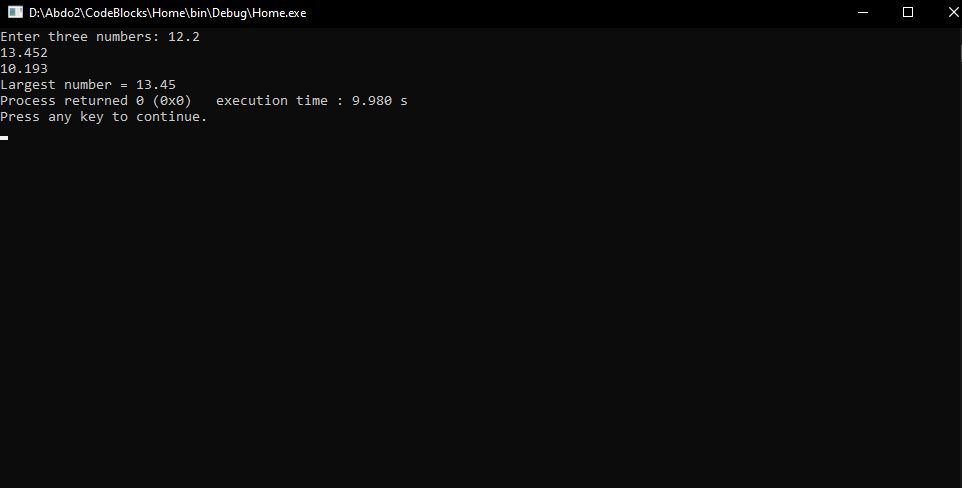 D:\Abdo2\CodeBlocks\Home\bin\Debug\Home.exe
Enter three numbers: 12.2
13.452
10.193
Largest number = 13.45
Process returned 0 (0x0)   execution time : 9.980 s
Press any key to continue.